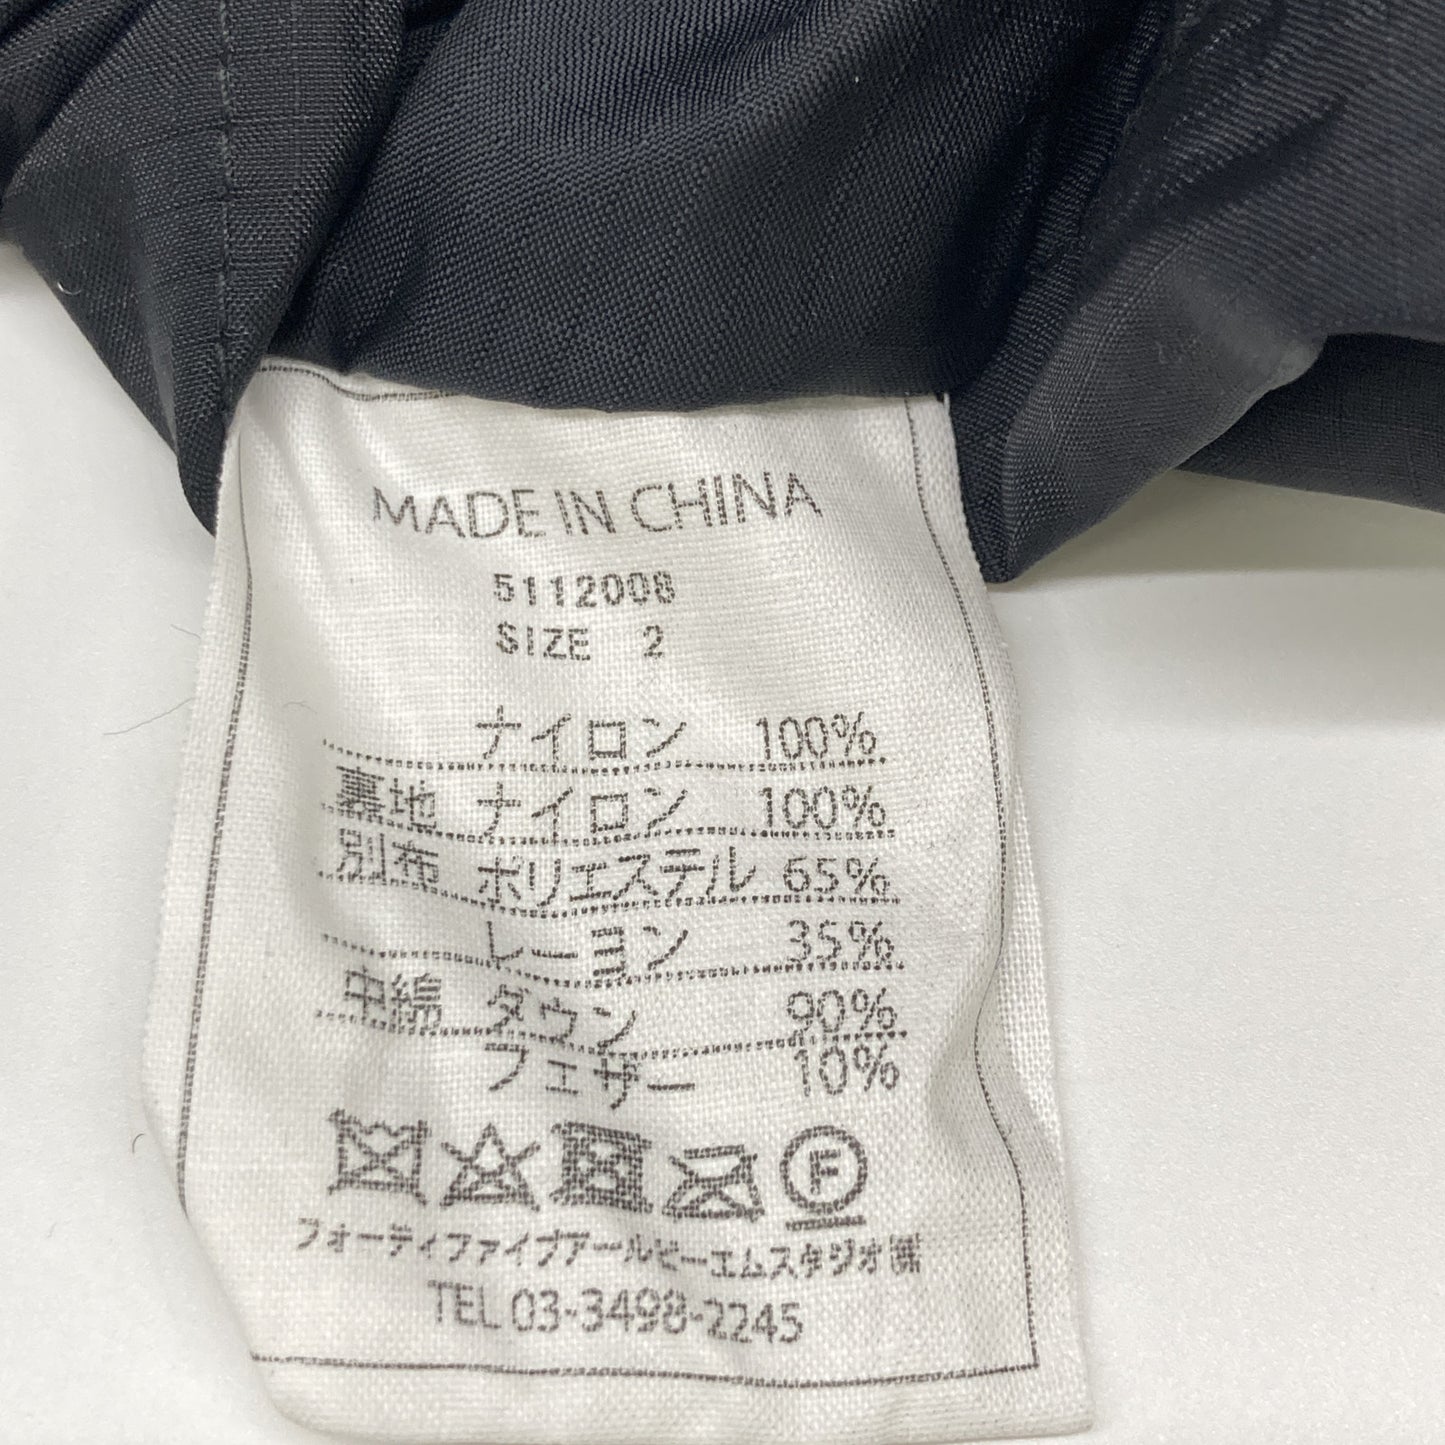 MADE IN CHINA
5112008
SIZE 2
ナイロン 100%
裏地 ナイロン 100%
別布 ポリエステル 65%
レーヨン 35%
中綿 ダウン 90%
フェザー 10%
F
フォーティファイブアールピーエムスタジオ㈱
TEL 03-3498-2245